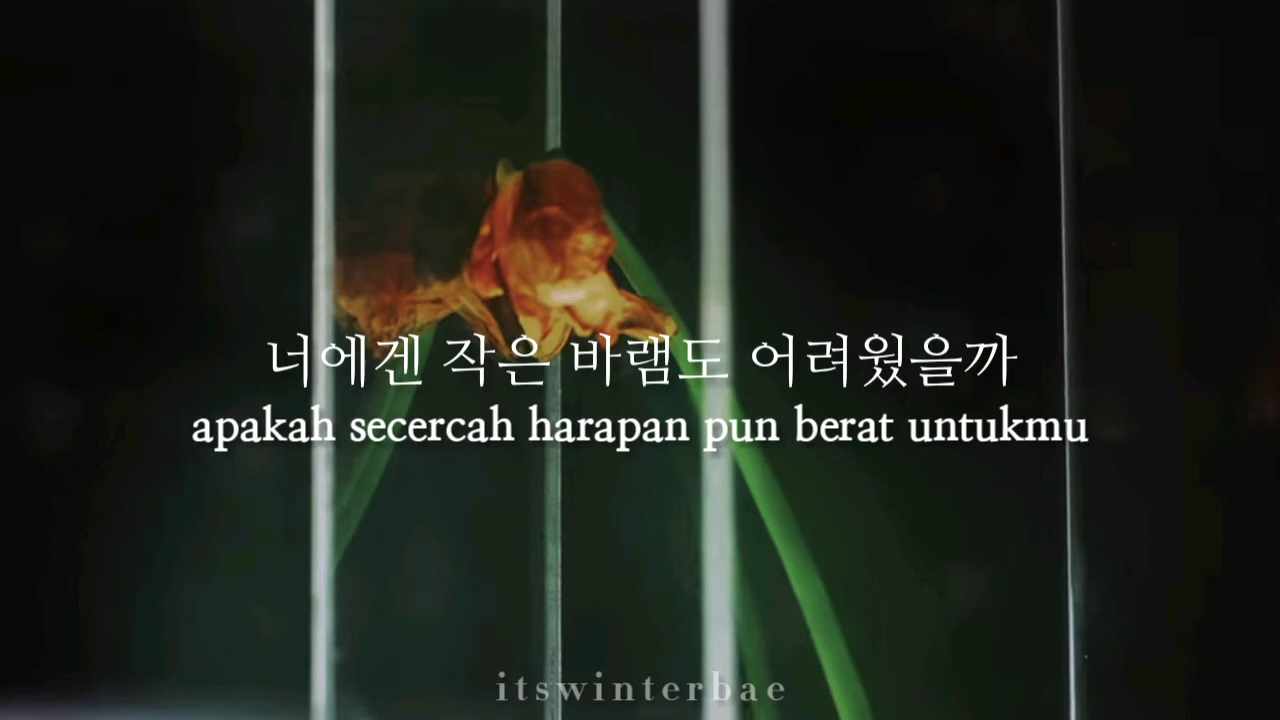 너에겐 작은 바램도 어려웠을까
apakah secercah harapan pun berat untukmu
itswinterbae